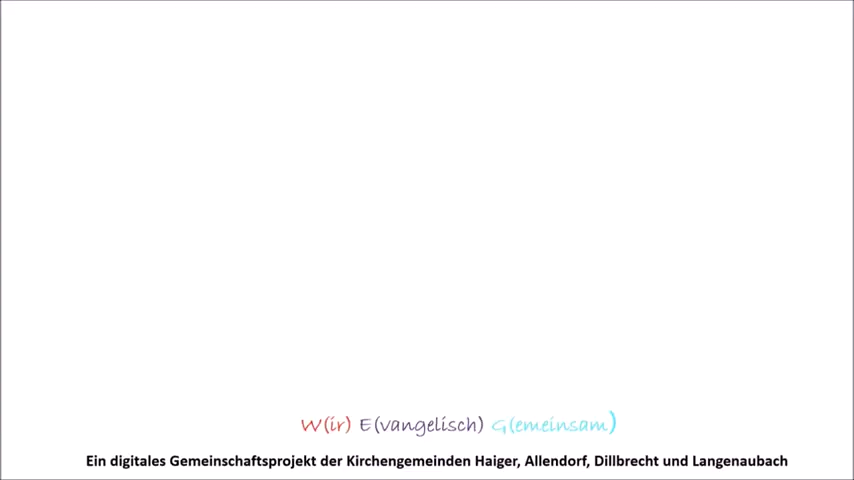 W(ir) E(vangelisch) G(emeinsam)
Ein digitales Gemeinschaftsprojekt der Kirchengemeinden Haiger, Allendorf, Dillbrecht und Langenaubach